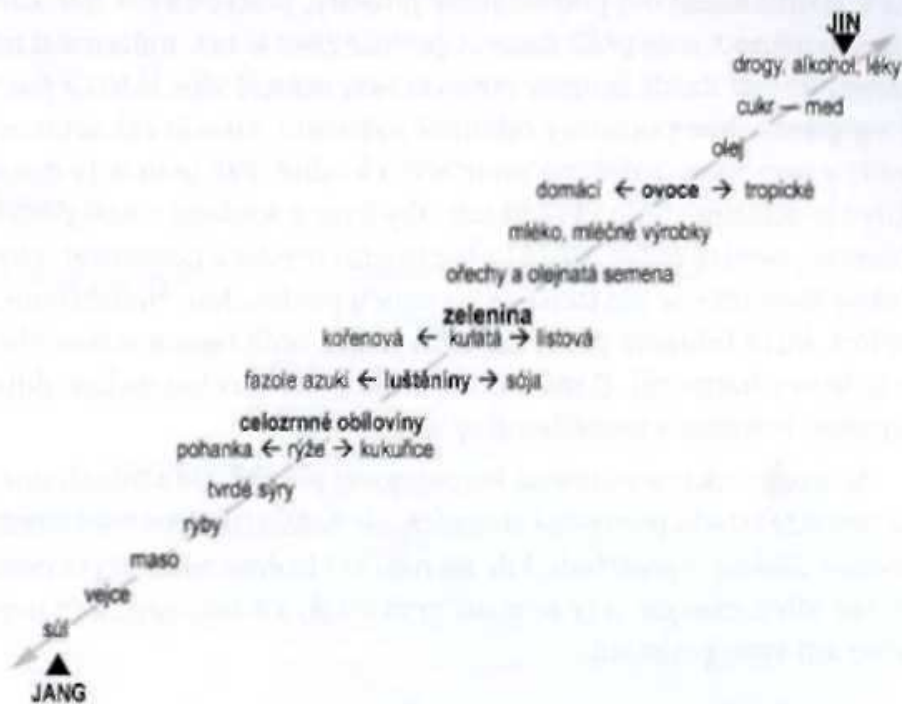 JIN
drogy, alkohol, léky
cukr — med
olej
domácí ← ovoce → tropické
mléko, mléčné výrobky
ořechy a olejnatá semena
zelenina
kořenová ← kulatá → listová
fazole azuki ← luštěniny → sója
celozrnné obiloviny
pohanka ← rýže → kukuřice
tvrdé sýry
ryby
maso
vejce
sůl
JANG